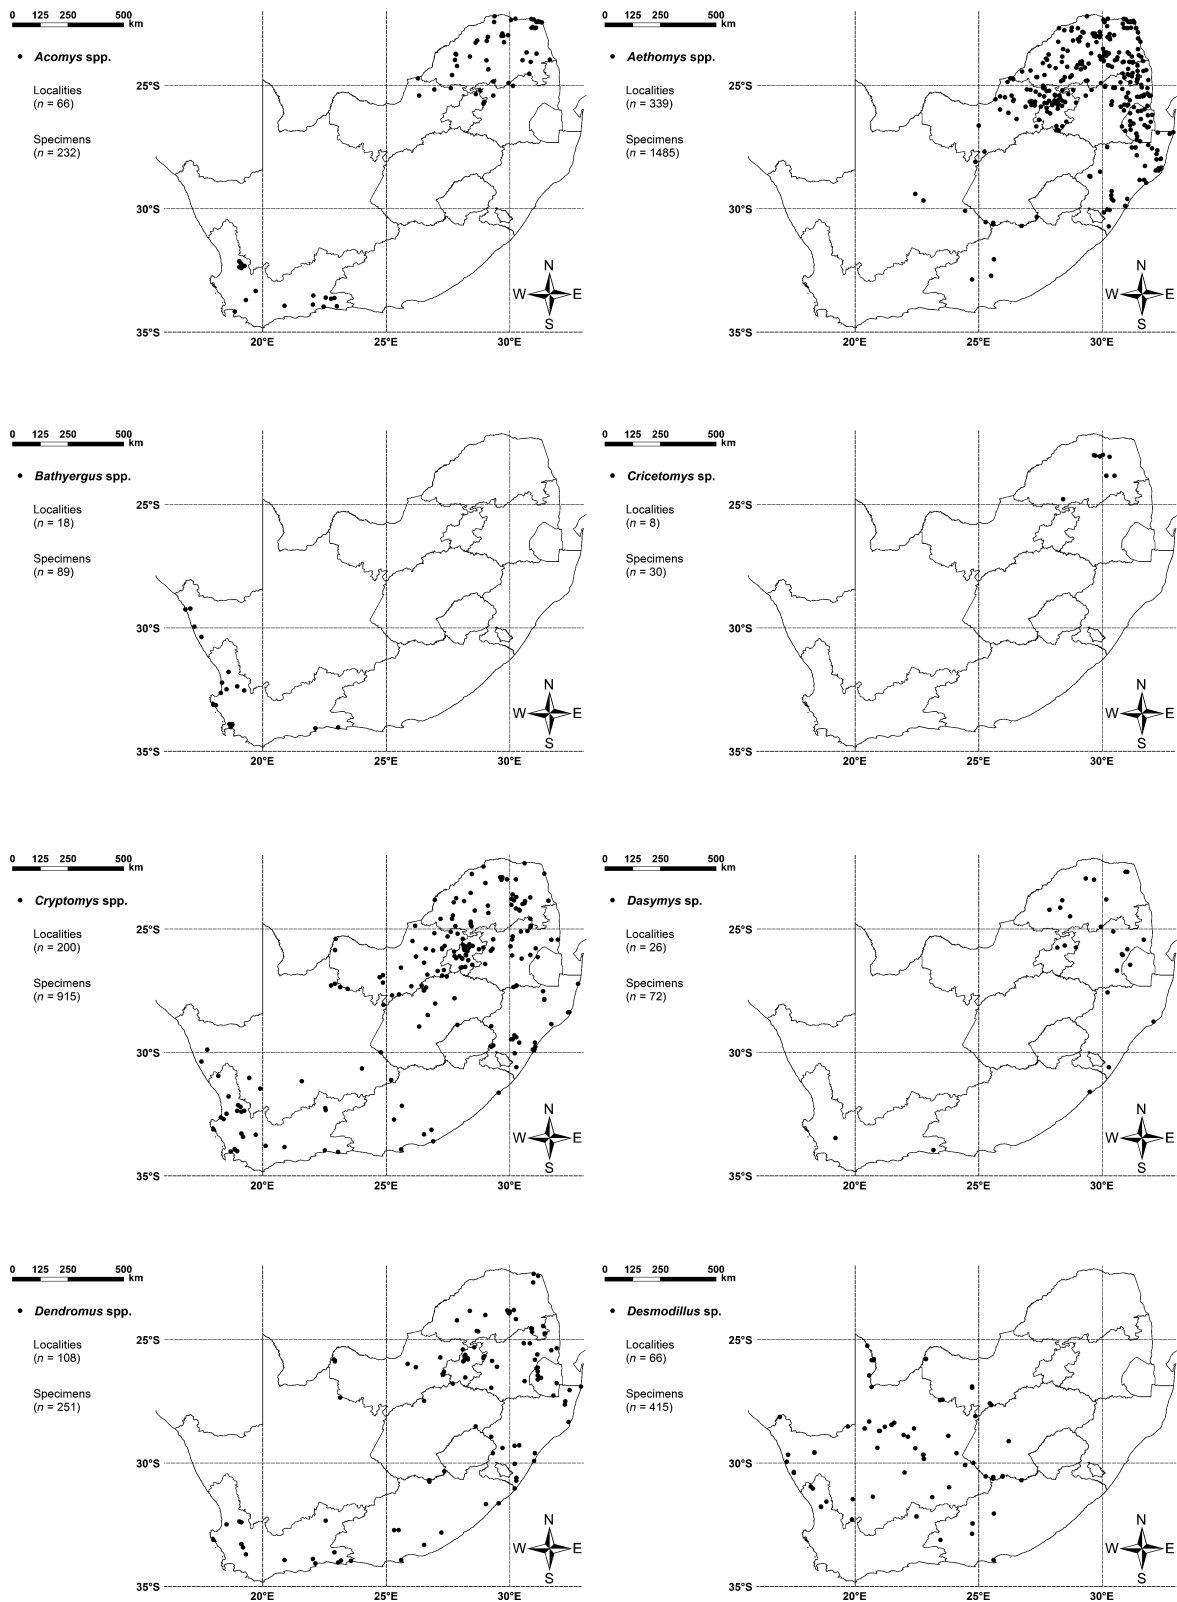 0 125 250 500
km
Acomys spp.
Localities
(n = 66)
Specimens
(n = 232)
25°S
30°S
35°S
20°E 25°E 30°E
N
W E
S
0 125 250 500
km
Aethomys spp.
Localities
(n = 339)
Specimens
(n = 1485)
25°S
30°S
35°S
20°E 25°E 30°E
N
W E
S
0 125 250 500
km
Bathyergus spp.
Localities
(n = 18)
Specimens
(n = 89)
25°S
30°S
35°S
20°E 25°E 30°E
N
W E
S
0 125 250 500
km
Cricetomys sp.
Localities
(n = 8)
Specimens
(n = 30)
25°S
30°S
35°S
20°E 25°E 30°E
N
W E
S
0 125 250 500
km
Cryptomys spp.
Localities
(n = 200)
Specimens
(n = 915)
25°S
30°S
35°S
20°E 25°E 30°E
N
W E
S
0 125 250 500
km
Dasymys sp.
Localities
(n = 26)
Specimens
(n = 72)
25°S
30°S
35°S
20°E 25°E 30°E
N
W E
S
0 125 250 500
km
Dendromus spp.
Localities
(n = 108)
Specimens
(n = 251)
25°S
30°S
35°S
20°E 25°E 30°E
N
W E
S
0 125 250 500
km
Desmodillus sp.
Localities
(n = 66)
Specimens
(n = 415)
25°S
30°S
35°S
20°E 25°E 30°E
N
W E
S